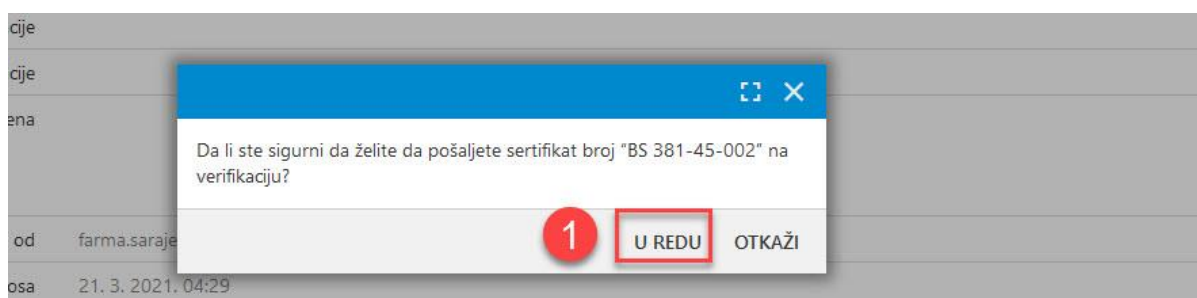 cije
cije
ena
Da li ste sigurni da želite da pošaljete sertifikat broj “BS 381-45-002” na
verifikaciju?
1 U REDU OTKAŽI
od farma.saraje
osa 21. 3. 2021. 04:29